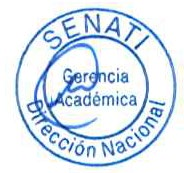 SENATI
Gerencia
Académica
Dirección Nacional